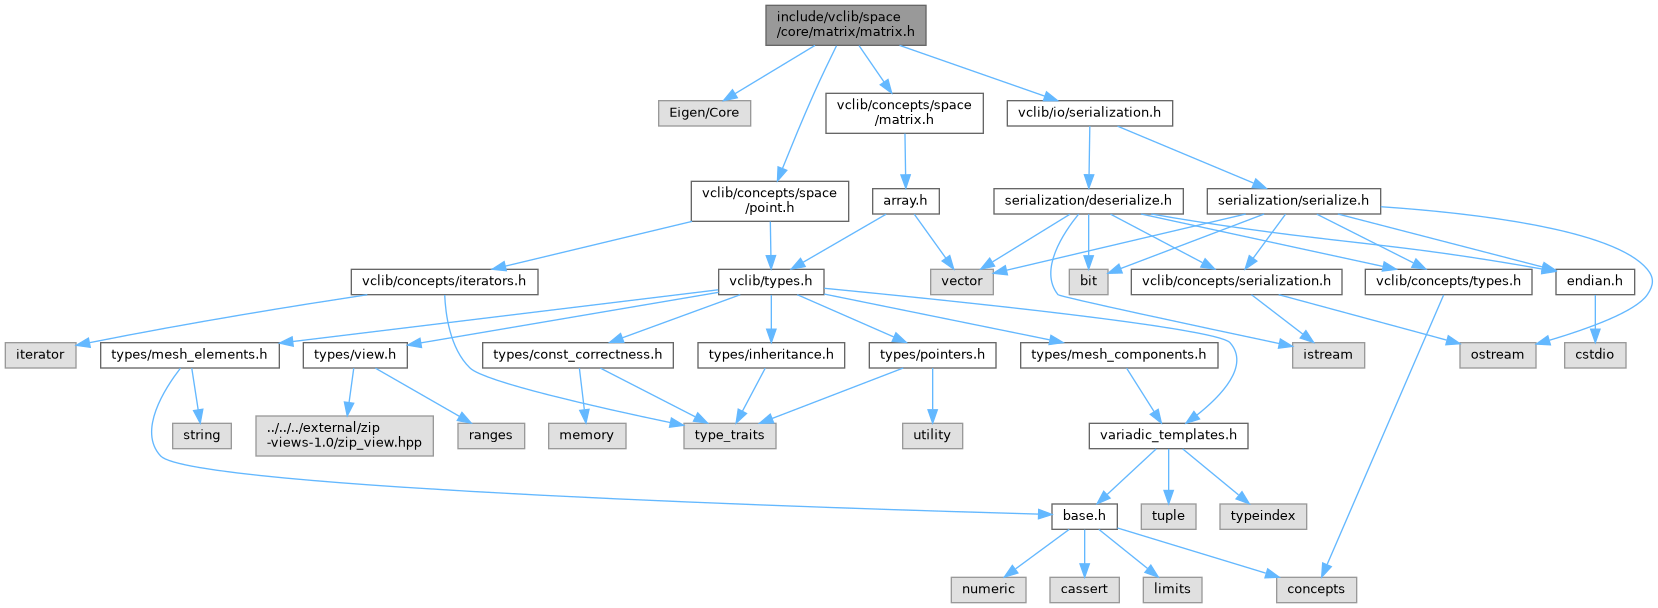 include/vclib/space
/core/matrix/matrix.h
Eigen/Core
vclib/concepts/space
/matrix.h
vclib/io/serialization.h
vclib/concepts/space
/point.h
array.h
serialization/deserialize.h
serialization/serialize.h
vclib/concepts/iterators.h
vclib/types.h
vector
bit
vclib/concepts/serialization.h
vclib/concepts/types.h
endian.h
iterator
types/mesh_elements.h
types/view.h
types/const_correctness.h
types/inheritance.h
types/pointers.h
types/mesh_components.h
istream
ostream
cstdio
string
../../../external/zip
-views-1.0/zip_view.hpp
ranges
memory
type_traits
utility
variadic_templates.h
base.h
tuple
typeindex
numeric
cassert
limits
concepts